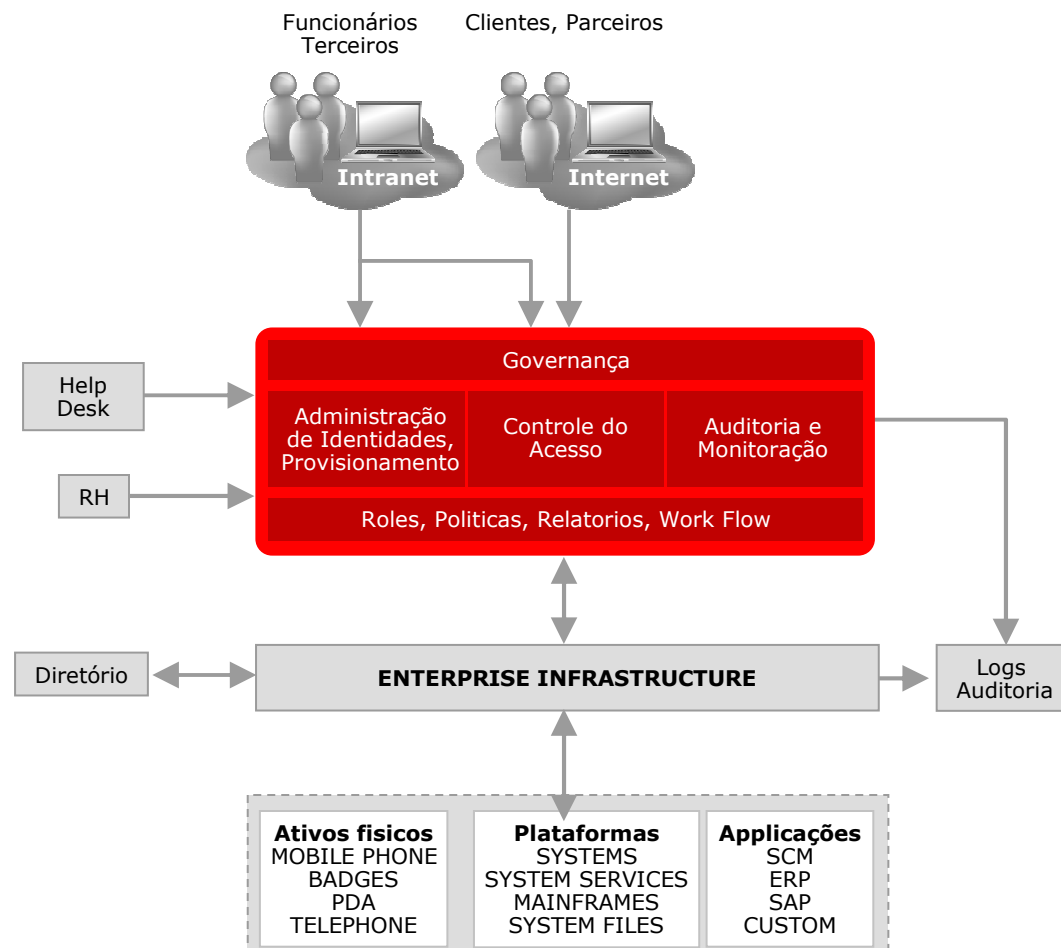 Funcionários
Terceiros
Clientes, Parceiros
Intranet
Internet
Governança
Help
Desk
Administração
de Identidades,
Provisionamento
Controle do
Acesso
Auditoria e
Monitoração
RH
Roles, Politicas, Relatorios, Work Flow
Diretório
ENTERPRISE INFRASTRUCTURE
Logs
Auditoria
Ativos fisicos
MOBILE PHONE
BADGES
PDA
TELEPHONE
Plataformas
SYSTEMS
SYSTEM SERVICES
MAINFRAMES
SYSTEM FILES
Applicações
SCM
ERP
SAP
CUSTOM